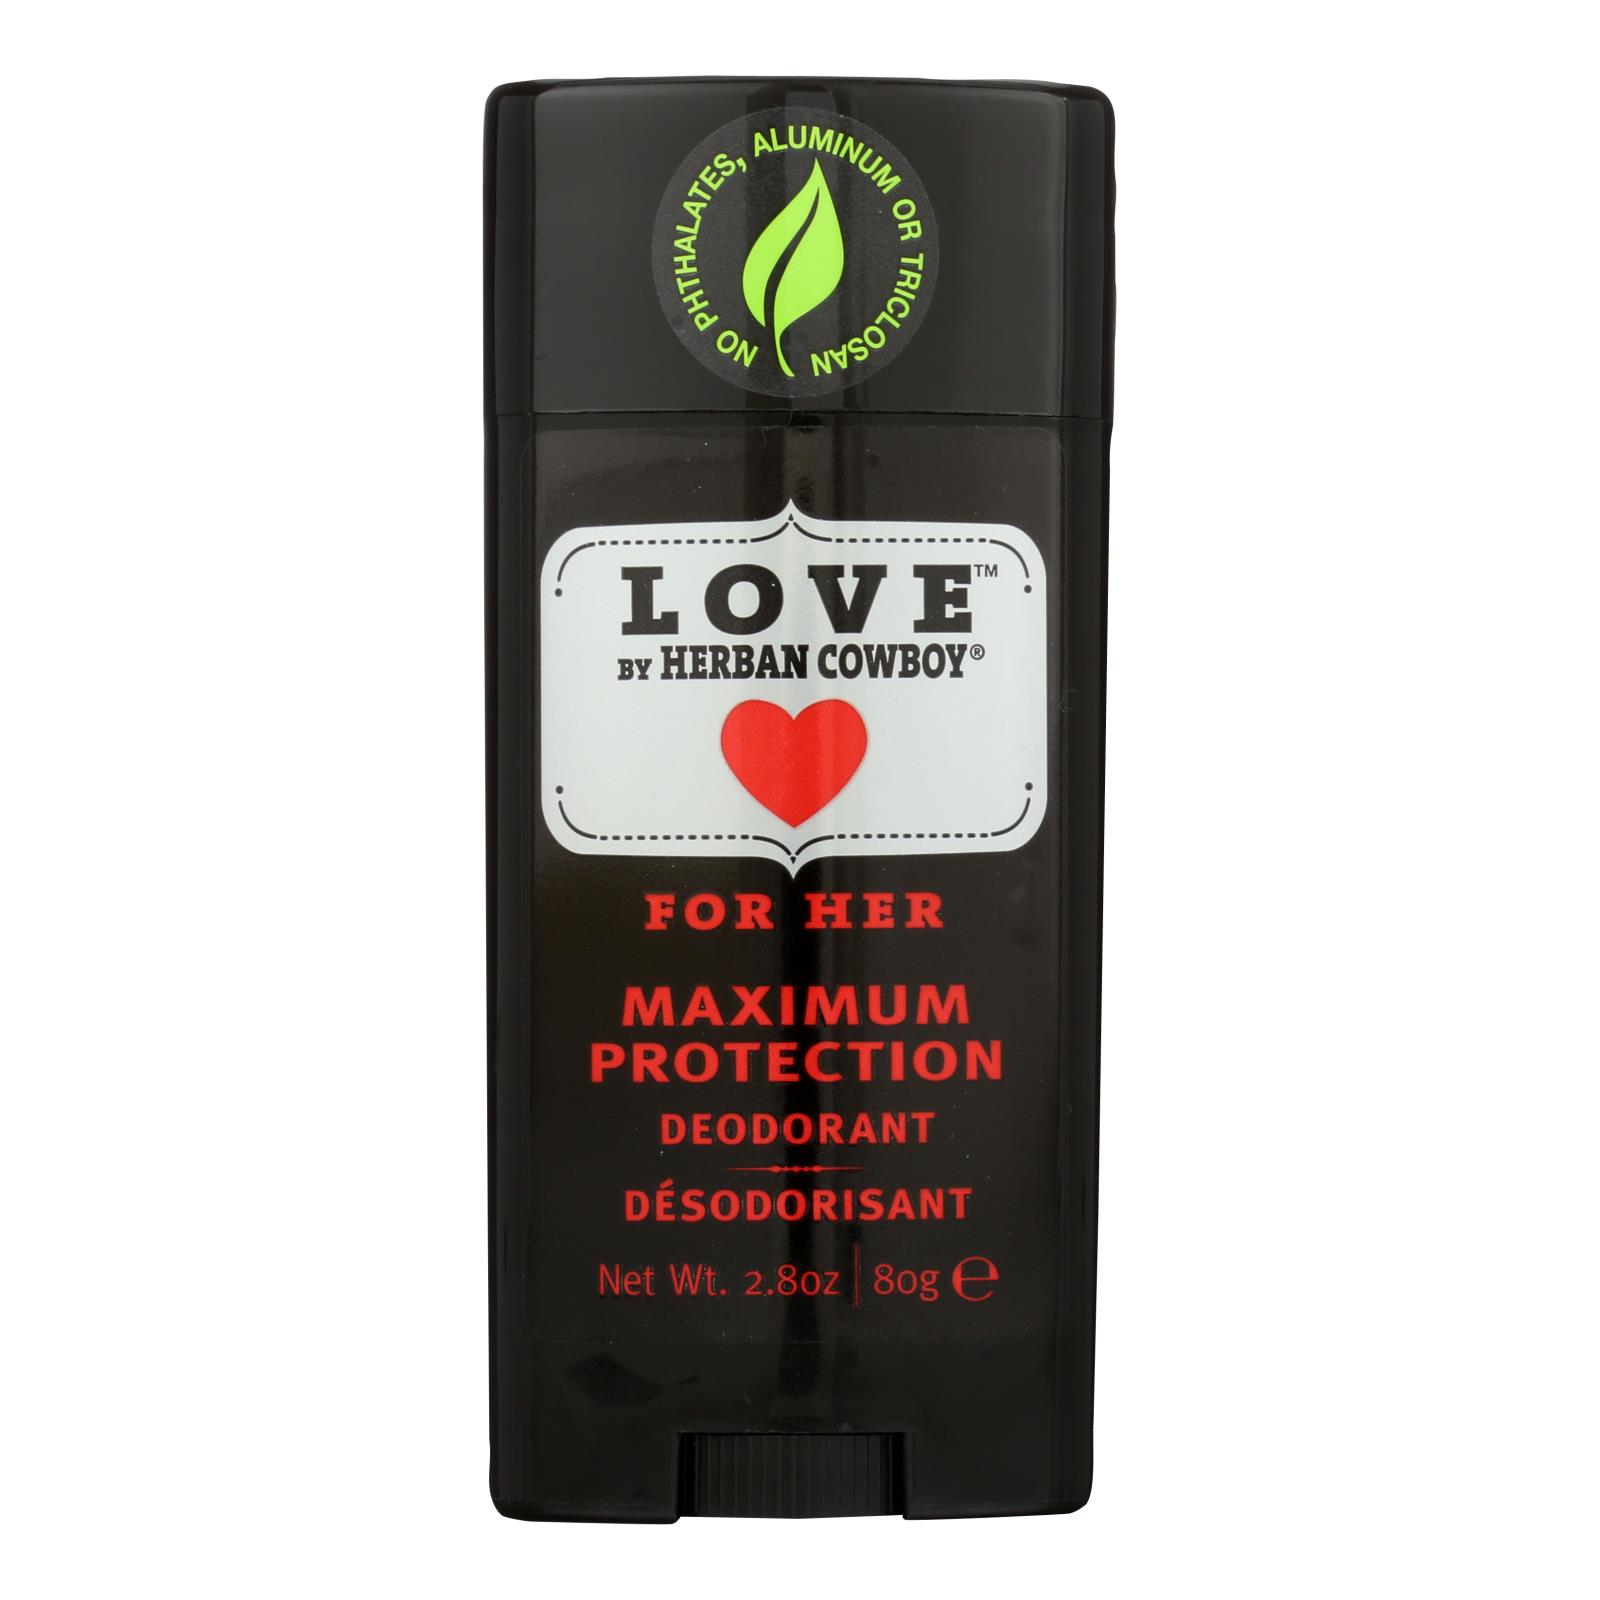 NO PHTHALATES, ALUMINUM OR TRICLOSAN
LOVE™
BY HERBAN COWBOY®
FOR HER
MAXIMUM
PROTECTION
DEODORANT
DÉSODORISANT
Net Wt. 2.8oz | 80g ℮